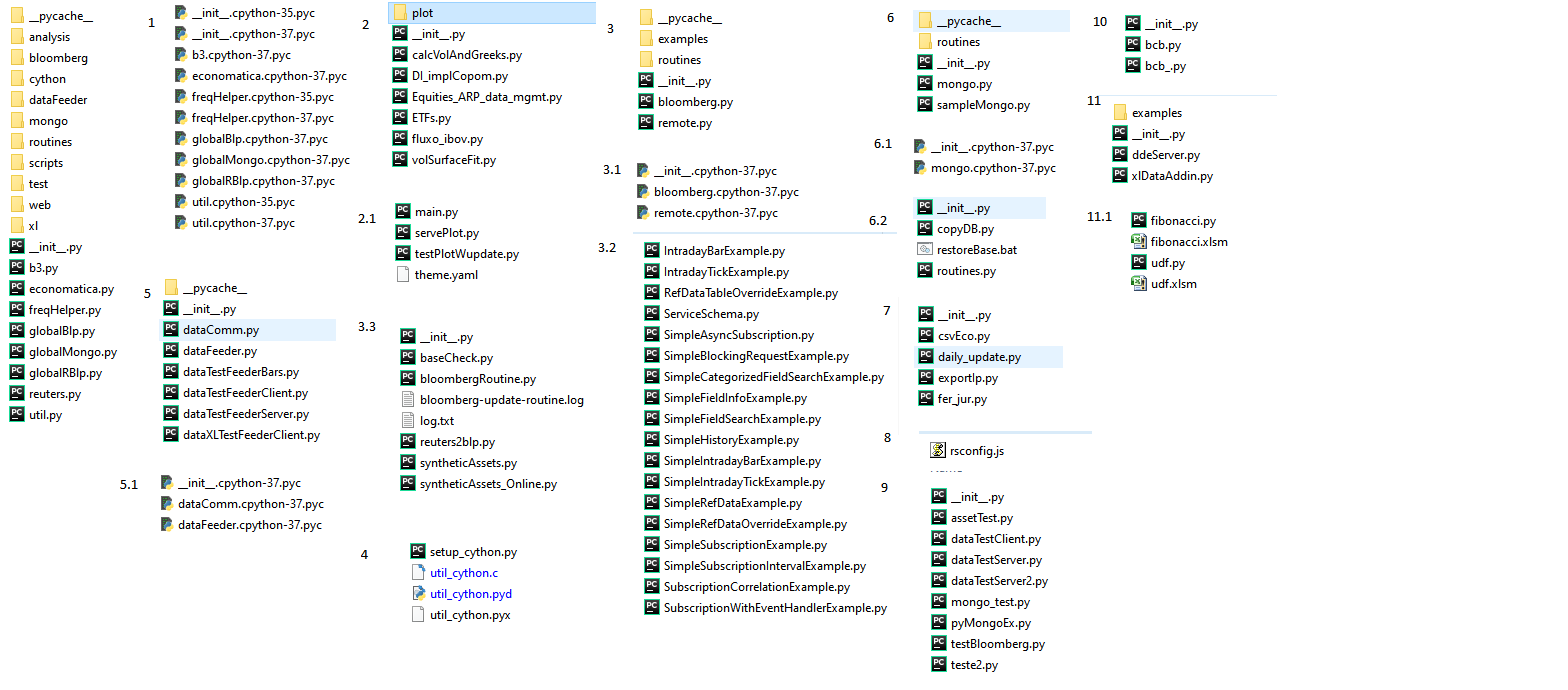 __pycache__
analysis
bloomberg
cython
dataFeeder
mongo
routines
scripts
test
web
xl
__init__.py
b3.py
economatica.py
freqHelper.py
globalBlp.py
globalMongo.py
globalRBlp.py
reuters.py
util.py
1
__init__.cpython-35.pyc
__init__.cpython-37.pyc
b3.cpython-37.pyc
economatica.cpython-37.pyc
freqHelper.cpython-35.pyc
freqHelper.cpython-37.pyc
globalBlp.cpython-37.pyc
globalMongo.cpython-37.pyc
globalRBlp.cpython-37.pyc
util.cpython-35.pyc
util.cpython-37.pyc
5
__pycache__
__init__.py
dataComm.py
dataFeeder.py
dataTestFeederBars.py
dataTestFeederClient.py
dataTestFeederServer.py
dataXLTestFeederClient.py
5.1
__init__.cpython-37.pyc
dataComm.cpython-37.pyc
dataFeeder.cpython-37.pyc
2
plot
__init__.py
calcVolAndGreeks.py
DI_implCopom.py
Equities_ARP_data_mgmt.py
ETFs.py
fluxo_ibov.py
volSurfaceFit.py
2.1
main.py
servePlot.py
testPlotWupdate.py
theme.yaml
3.3
__init__.py
baseCheck.py
bloombergRoutine.py
bloomberg-update-routine.log
log.txt
reuters2blp.py
syntheticAssets.py
syntheticAssets_Online.py
4
setup_cython.py
util_cython.c
util_cython.pyd
util_cython.pyx
3
__pycache__
examples
routines
__init__.py
bloomberg.py
remote.py
3.1
__init__.cpython-37.pyc
bloomberg.cpython-37.pyc
remote.cpython-37.pyc
3.2
IntradayBarExample.py
IntradayTickExample.py
RefDataTableOverrideExample.py
ServiceSchema.py
SimpleAsyncSubscription.py
SimpleBlockingRequestExample.py
SimpleCategorizedFieldSearchExample.py
SimpleFieldInfoExample.py
SimpleFieldSearchExample.py
SimpleHistoryExample.py
SimpleIntradayBarExample.py
SimpleIntradayTickExample.py
SimpleRefDataExample.py
SimpleRefDataOverrideExample.py
SimpleSubscriptionExample.py
SimpleSubscriptionIntervalExample.py
SubscriptionCorrelationExample.py
SubscriptionWithEventHandlerExample.py
6
__pycache__
routines
__init__.py
mongo.py
sampleMongo.py
6.1
__init__.cpython-37.pyc
mongo.cpython-37.pyc
6.2
__init__.py
copyDB.py
restoreBase.bat
routines.py
7
__init__.py
csvEco.py
daily_update.py
exportIp.py
fer_jur.py
8
rsconfig.js
9
__init__.py
assetTest.py
dataTestClient.py
dataTestServer.py
dataTestServer2.py
mongo_test.py
pyMongoEx.py
testBloomberg.py
teste2.py
10
__init__.py
bcb.py
bcb_.py
11
examples
__init__.py
ddeServer.py
xlDataAddin.py
11.1
fibonacci.py
fibonacci.xlsm
udf.py
udf.xlsm